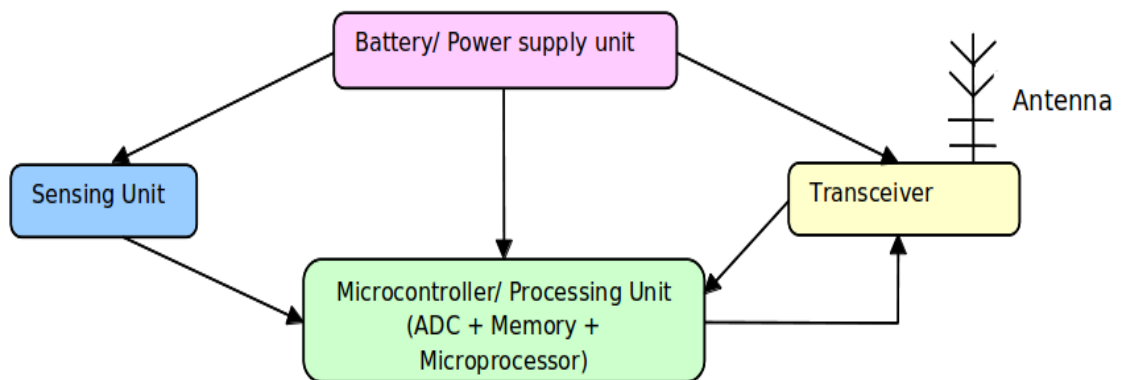 Battery/ Power supply unit
Antenna
Sensing Unit
Transceiver
Microcontroller/ Processing Unit
(ADC + Memory +
Microprocessor)